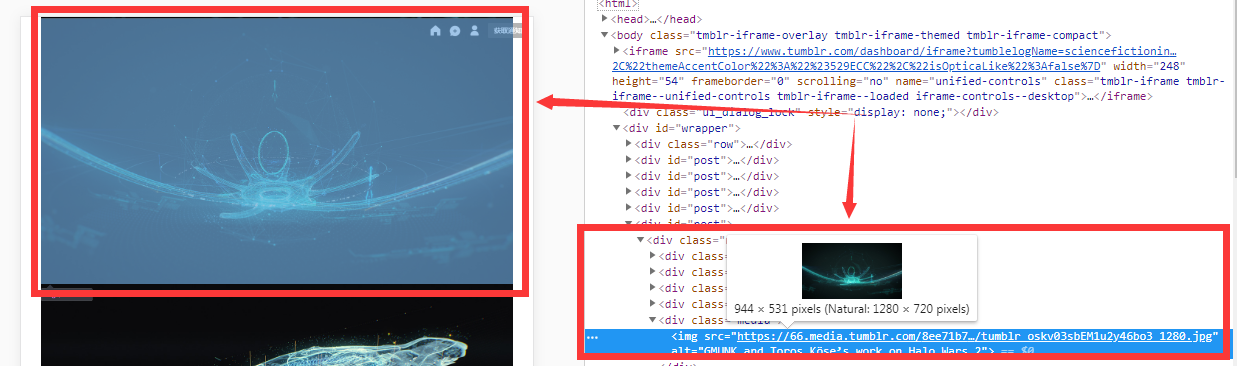 获取通知
<html>
<head>…</head>
<body class="tmblr-iframe-overlay tmblr-iframe-themed tmblr-iframe-compact">
<iframe src="https://www.tumblr.com/dashboard/iframe?tumblelogName=sciencefictionin…
2C%22themeAccentColor%22%3A%22%23529ECC%22%2C%22isOpticaLike%22%3Afalse%7D" width="248"
height="54" frameborder="0" scrolling="no" name="unified-controls" class="tmblr-iframe tmblr-
iframe--unified-controls tmblr-iframe--loaded iframe-controls--desktop">…</iframe>
<div class="ui_dialog_lock" style="display: none;"></div>
<div id="wrapper">
<div class="row">…</div>
<div id="post">…</div>
<div id="post">…</div>
<div id="post">…</div>
<div id="post">…</div>
<div id="post">
<div class="
<div class=
<div class=
<div class=
<div class=
<div class="media
944 × 531 pixels (Natural: 1280 × 720 pixels)
<img src="https://66.media.tumblr.com/8ee71b7…/tumblr_oskv03sbEM1u2y46bo3_1280.jpg"
alt="GMUNK and Toros Köse's work on Halo Wars 2"> == $0
</div>